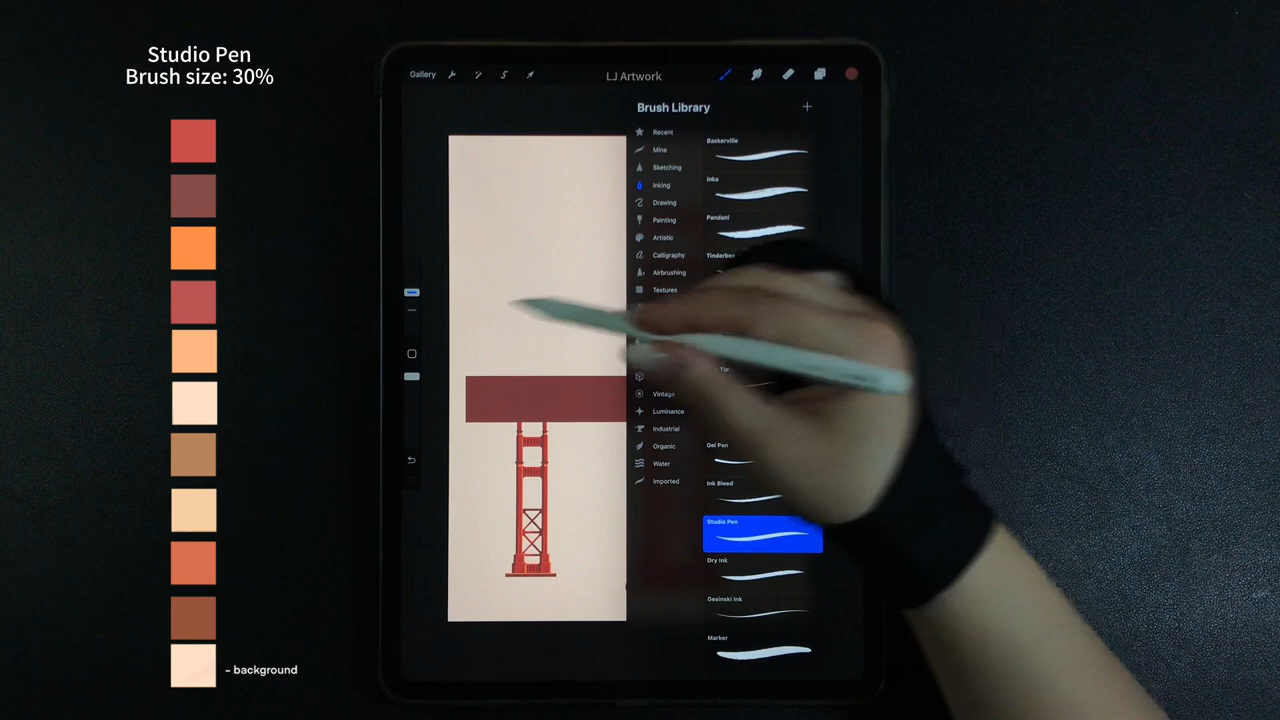 Studio Pen
Brush size: 30%
- background
Gallery
LJ Artwork
Brush Library
Recent
Mine
Sketching
Inking
Drawing
Painting
Artistic
Calligraphy
Airbrushing
Textures
Vintage
Luminance
Industrial
Organic
Water
Imported
Baskerville
Inka
Pandani
Tip
Gel Pen
Ink Bleed
Studio Pen
Dry Ink
Gesinski Ink
Marker